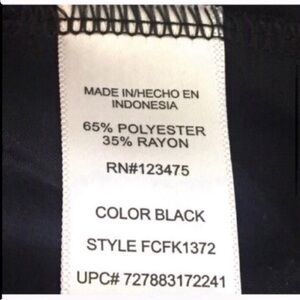 MADE IN/HECHO EN
INDONESIA
65% POLYESTER
35% RAYON
RN#123475
COLOR BLACK
STYLE FCFK1372
UPC# 727883172241